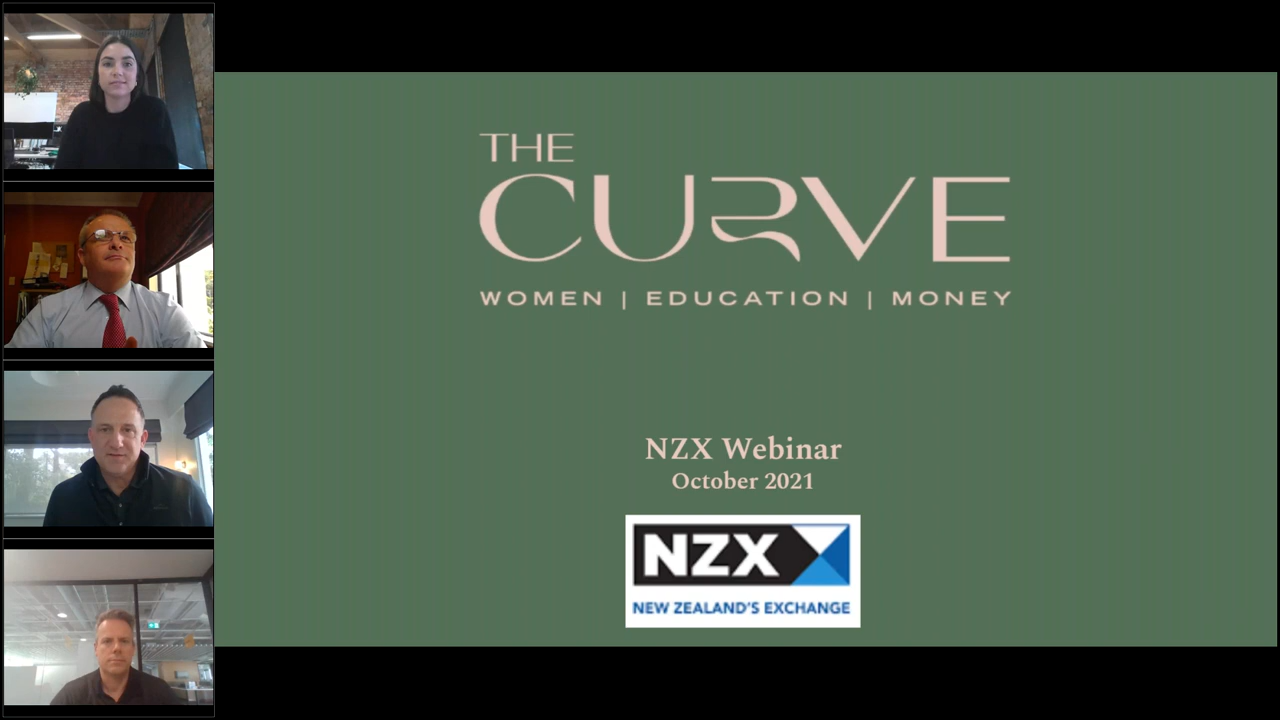 THE
CURVE
WOMEN | EDUCATION | MONEY
NZX Webinar
October 2021
NZX
NEW ZEALAND'S EXCHANGE